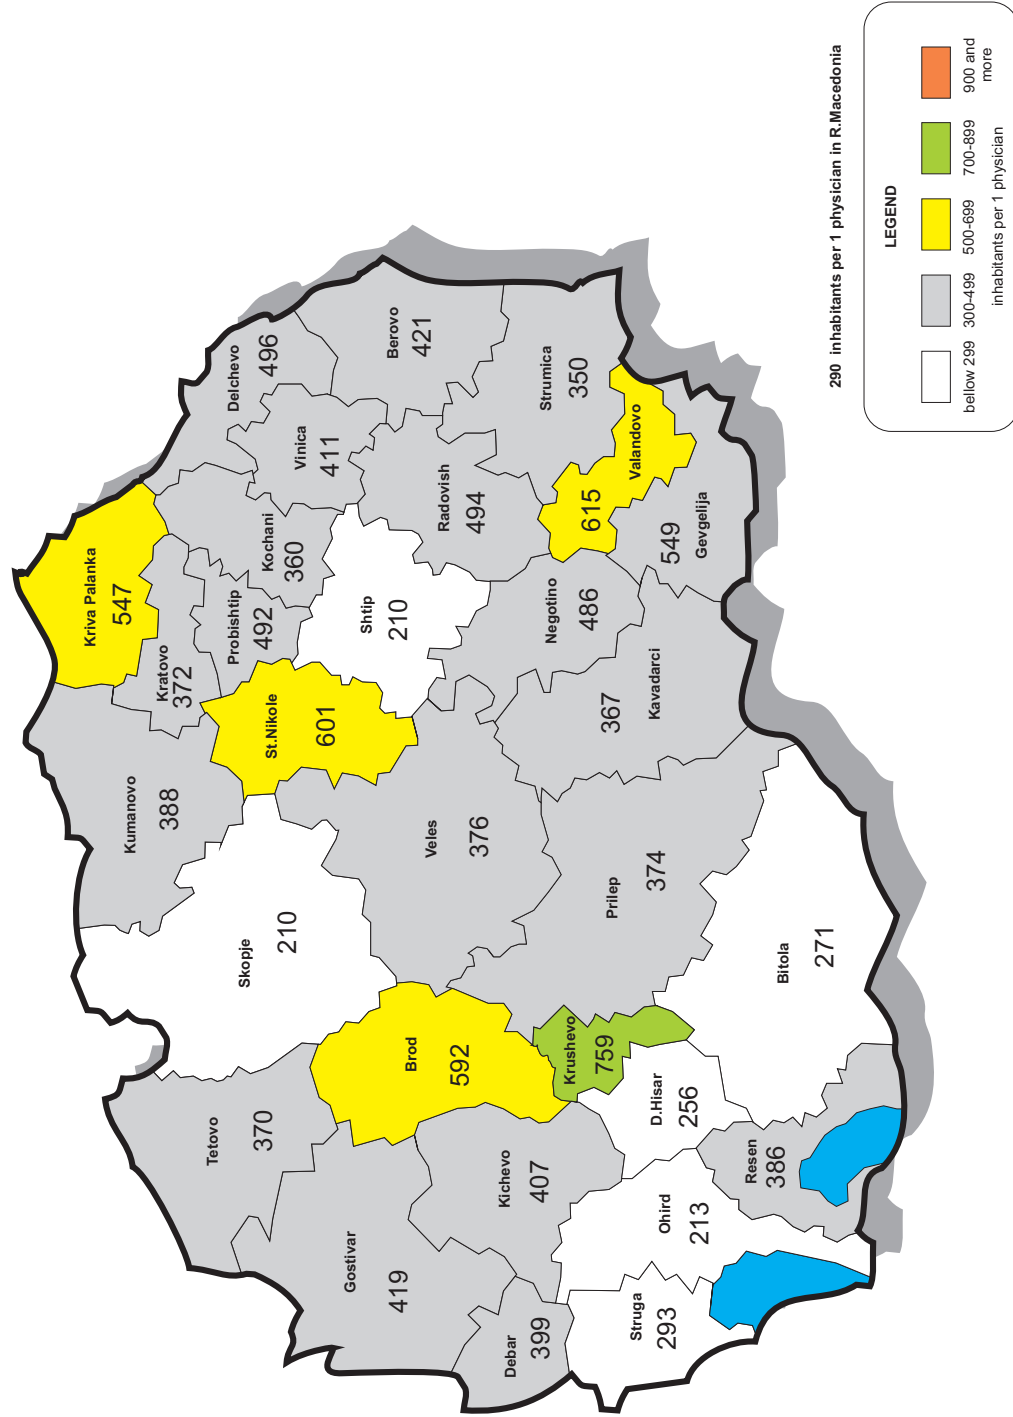 Kriva Palanka
547
Kratovo
372
Kumanovo
388
Probishtip
492
Kochani
360
Delchevo
496
Vinica
411
Berovo
421
St.Nikole
601
Shtip
210
Radovish
494
Strumica
350
Skopje
210
Veles
376
Negotino
486
Valandovo
615
Gevgelija
549
Kavadarci
367
Tetovo
370
Brod
592
Gostivar
419
Kichevo
407
Krushevo
759
Prilep
374
Debar
399
D.Hisar
256
Bitola
271
Struga
293
Ohird
213
Resen
386
290 inhabitants per 1 physician in R.Macedonia
LEGEND
bellow 299
300-499
500-699
700-899
900 and
more
inhabitants per 1 physician